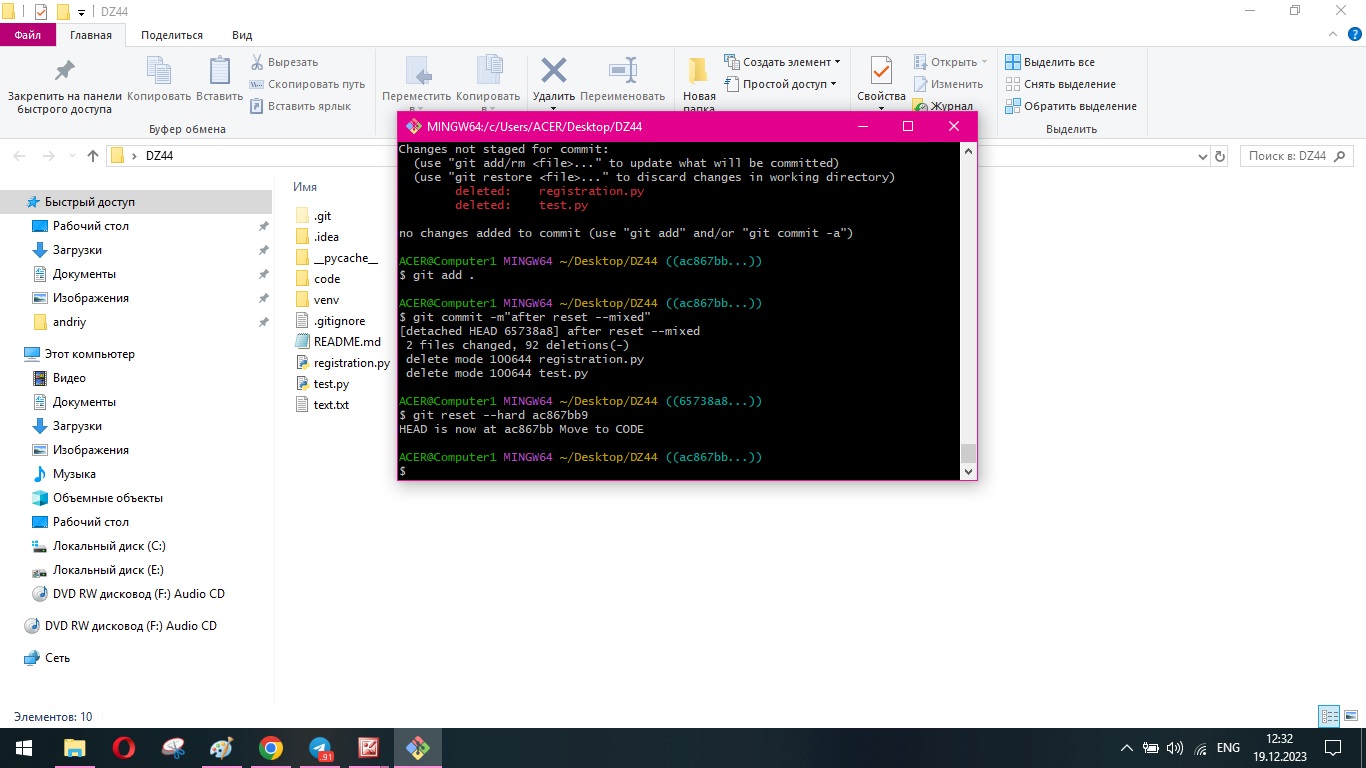 DZ44
Файл
Главная
Поделиться
Вид
Закрепить на панели быстрого доступа
Копировать
Вставить
Вырезать
Скопировать путь
Вставить ярлык
Буфер обмена
Переместить в
Копировать в
Удалить
Переименовать
Новая папка
Создать элемент
Простой доступ
Свойства
Открыть
Изменить
Журнал
Выделить все
Снять выделение
Обратить выделение
Выделить
DZ44
Поиск в: DZ44
Быстрый доступ
Рабочий стол
Загрузки
Документы
Изображения
andriy
Этот компьютер
Видео
Документы
Загрузки
Изображения
Музыка
Объемные объекты
Рабочий стол
Локальный диск (C:)
Локальный диск (E:)
DVD RW дисковод (F:) Audio CD
DVD RW дисковод (F:) Audio CD
Сеть
Имя
.git
.idea
__pycache__
code
venv
.gitignore
README.md
registration.py
test.py
text.txt
MINGW64:/c/Users/ACER/Desktop/DZ44
Changes not staged for commit:
(use "git add/rm <file>..." to update what will be committed)
(use "git restore <file>..." to discard changes in working directory)
deleted: registration.py
deleted: test.py
no changes added to commit (use "git add" and/or "git commit -a")
ACER@Computer1 MINGW64 ~/Desktop/DZ44 ((ac867bb...))
$ git add .
ACER@Computer1 MINGW64 ~/Desktop/DZ44 ((ac867bb...))
$ git commit -m"after reset --mixed"
[detached HEAD 65738a8] after reset --mixed
2 files changed, 92 deletions(-)
delete mode 100644 registration.py
delete mode 100644 test.py
ACER@Computer1 MINGW64 ~/Desktop/DZ44 ((65738a8...))
$ git reset --hard ac867bb9
HEAD is now at ac867bb Move to CODE
ACER@Computer1 MINGW64 ~/Desktop/DZ44 ((ac867bb...))
$
Элементов: 10
91
ENG
12:32
19.12.2023